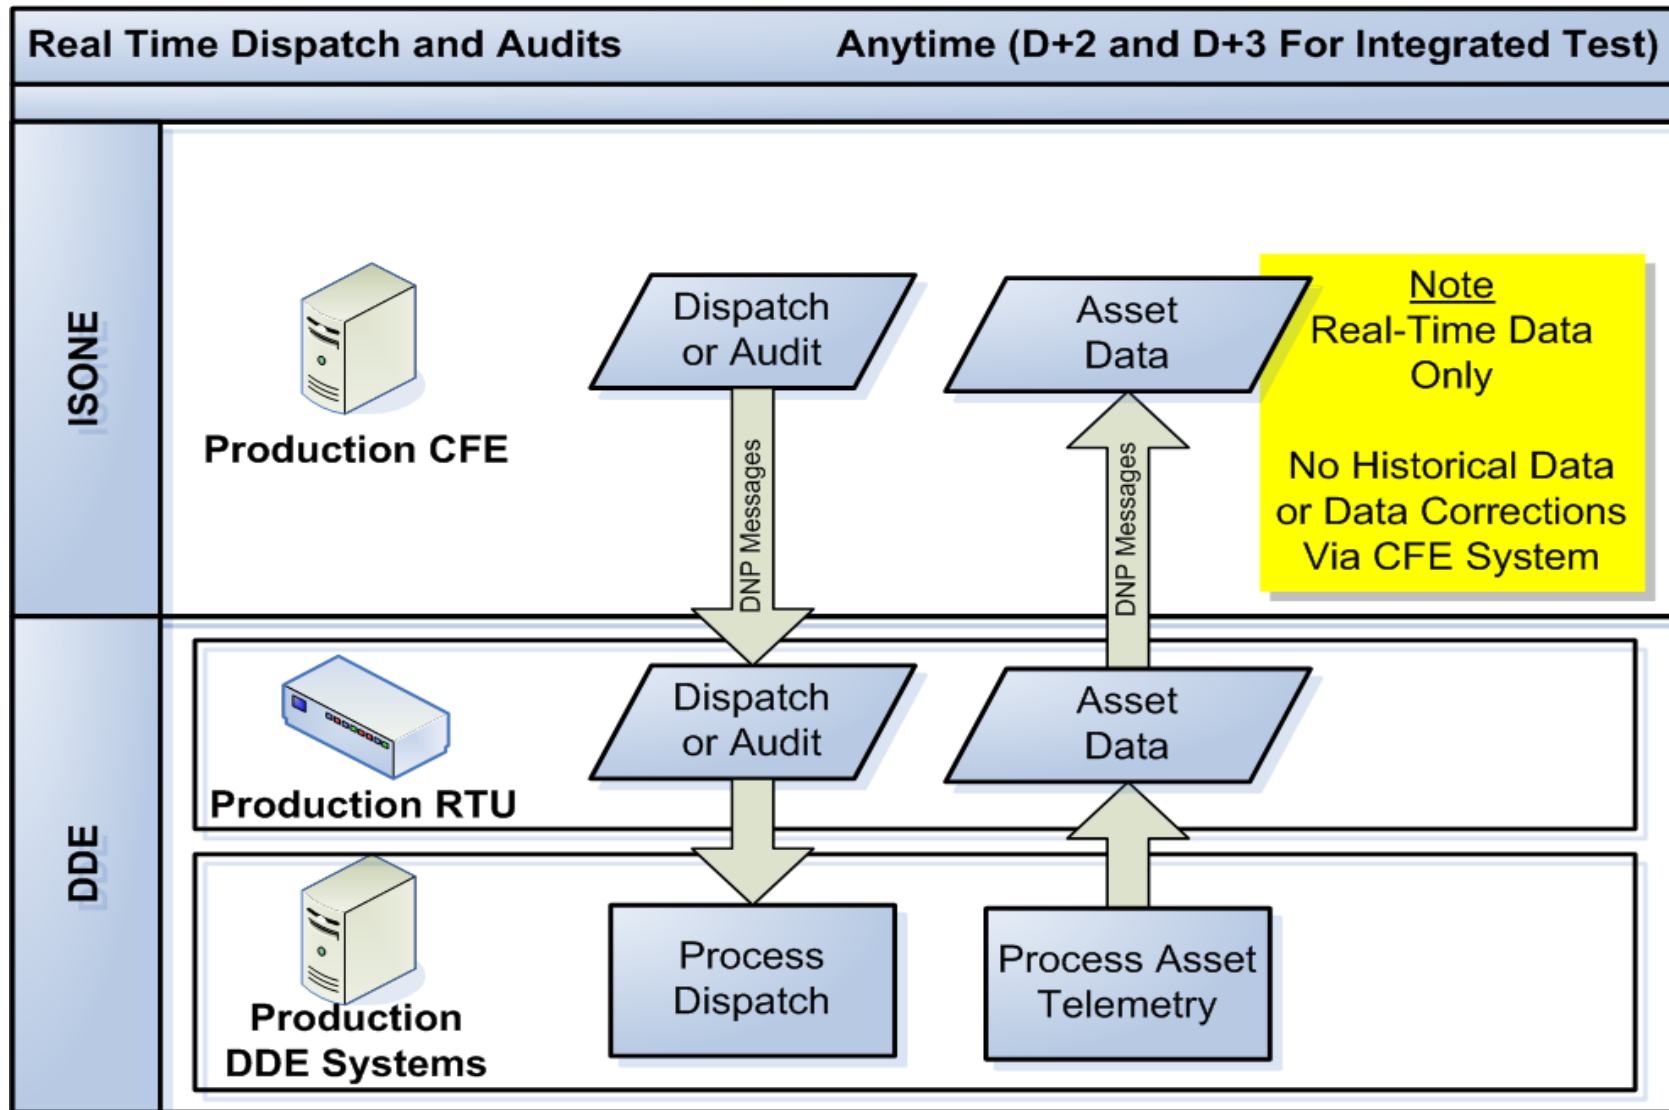 Real Time Dispatch and Audits
Anytime (D+2 and D+3 For Integrated Test)
ISONE
Production CFE
Dispatch
or Audit
Asset
Data
Note
Real-Time Data
Only
No Historical Data
or Data Corrections
Via CFE System
DNP Messages
DNP Messages
DDE
Production RTU
Dispatch
or Audit
Asset
Data
Production
DDE Systems
Process
Dispatch
Process Asset
Telemetry